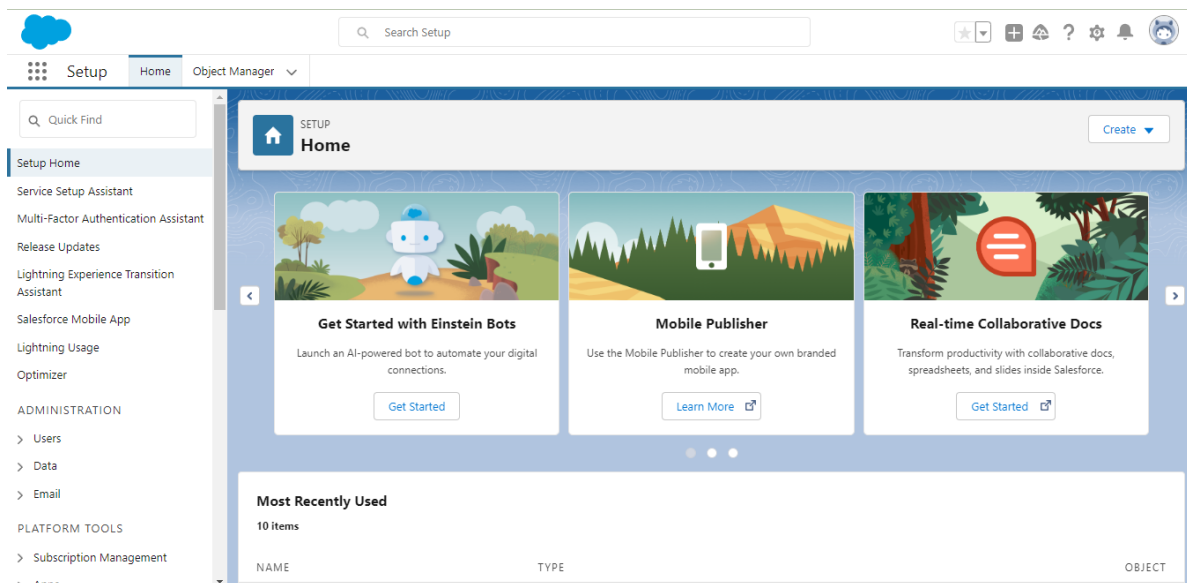 Search Setup
Setup
Home
Object Manager
Quick Find
Setup Home
Service Setup Assistant
Multi-Factor Authentication Assistant
Release Updates
Lightning Experience Transition
Assistant
Salesforce Mobile App
Lightning Usage
Optimizer
ADMINISTRATION
Users
Data
Email
PLATFORM TOOLS
Subscription Management
SETUP
Home
Create
Get Started with Einstein Bots
Launch an AI-powered bot to automate your digital
connections.
Get Started
Mobile Publisher
Use the Mobile Publisher to create your own branded
mobile app.
Learn More
Real-time Collaborative Docs
Transform productivity with collaborative docs,
spreadsheets, and slides inside Salesforce.
Get Started
Most Recently Used
10 items
NAME TYPE OBJECT